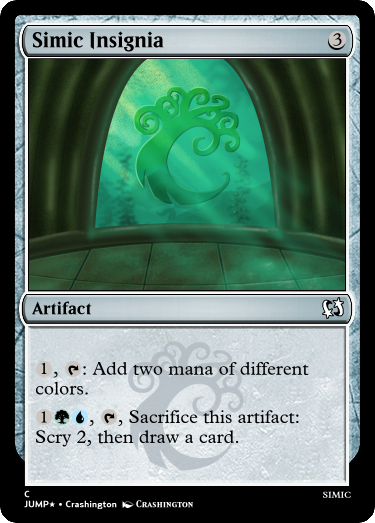 Simic Insignia 3
Artifact
1, : Add two mana of different
colors.
1, , Sacrifice this artifact:
Scry 2, then draw a card.
C
JUMP★ • Crashington Crashington
SIMIC